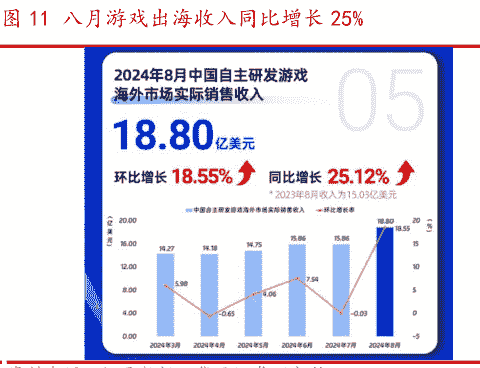 图 11 八月游戏出海收入同比增长 25%
05
2024年8月中国自主研发游戏
海外市场实际销售收入
18.80亿美元
环比增长 18.55% 同比增长 25.12%
*2023年8月收入为15.03亿美元
中国自主研发游戏海外市场实际销售收入 环比增长率
(亿美元)
(%)
20.00
16.00
12.00
8.00
4.00
0.00
14.27 14.18 14.75 15.86 15.86 18.80
5.98 -0.65 4.06 7.54 -0.03 18.55
20
15
10
5
0
-5
2024年3月 2024年4月 2024年5月 2024年6月 2024年7月 2024年8月